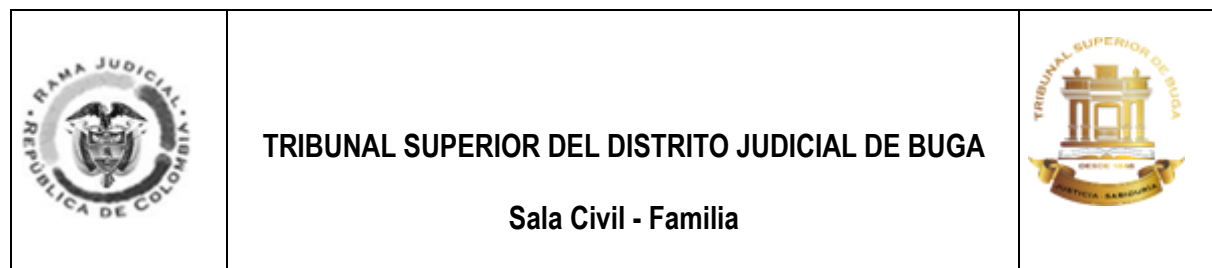 RAMA JUDICIAL
REPÚBLICA DE COLOMBIA
TRIBUNAL SUPERIOR DEL DISTRITO JUDICIAL DE BUGA
Sala Civil - Familia
TRIBUNAL SUPERIOR DE BUGA
JUSTICIA - SABIDURIA